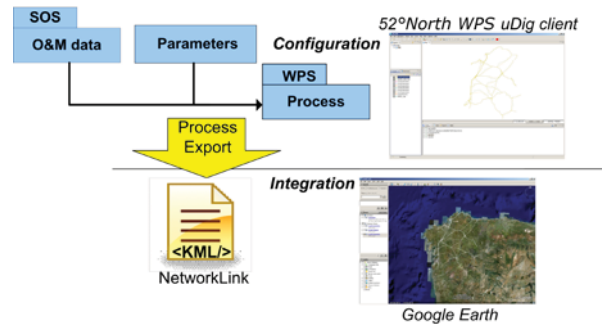 SOS
O&M data
Parameters
Configuration
52°North WPS uDig client
WPS
Process
Process
Export
Integration
<KML/>
NetworkLink
Google Earth